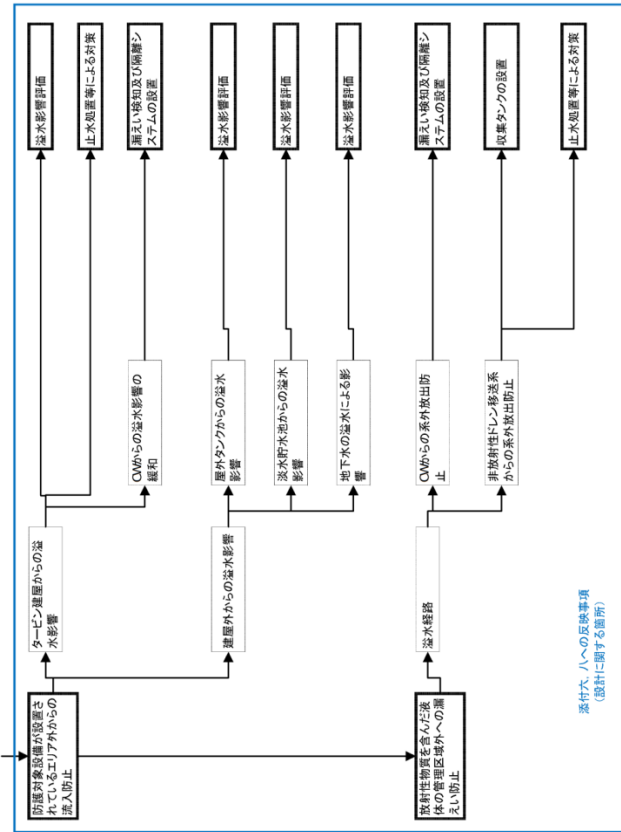 防護対象設備が設置さ
れているエリア外からの
流入防止
タービン建屋からの溢
水影響
溢水影響評価
止水処置等による対策
CWからの溢水影響の
緩和
漏えい検知及び隔離シ
ステムの設置
建屋外からの溢水影響
屋外タンクからの溢水
影響
溢水影響評価
淡水貯水池からの溢水
影響
溢水影響評価
地下水の溢水による影
響
溢水影響評価
放射性物質を含んだ液
体の管理区域外への漏
えい防止
溢水経路
CWからの系外放出防
止
漏えい検知及び隔離シ
ステムの設置
非放射性ドレン移送系
からの系外放出防止
収集タンクの設置
止水処置等による対策
添付六、八への反映事項
(設計に関する箇所)